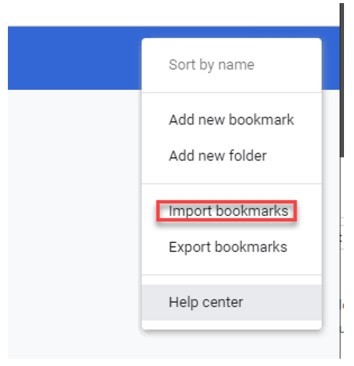 Sort by name
Add new bookmark
Add new folder
Import bookmarks
Export bookmarks
Help center